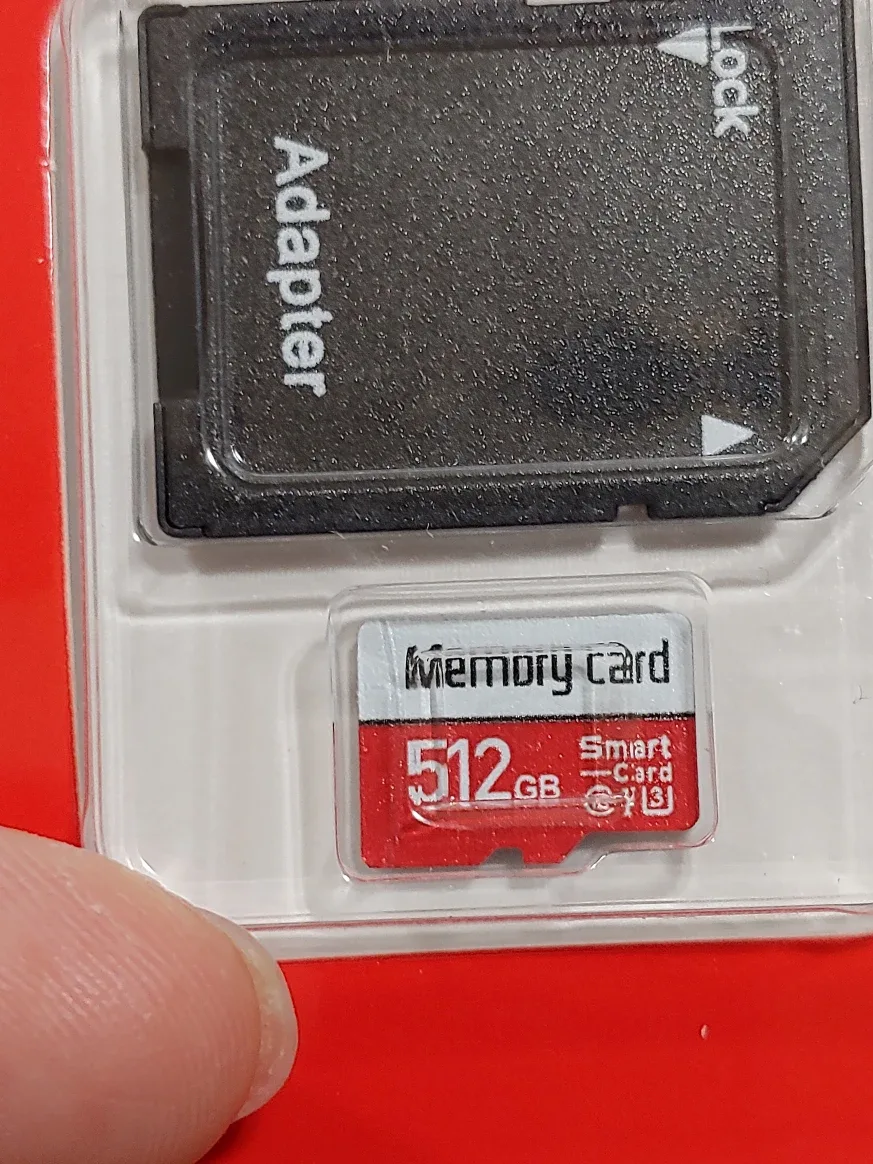 Lock
Adapter
Memory card
512GB
Smart
Card
3